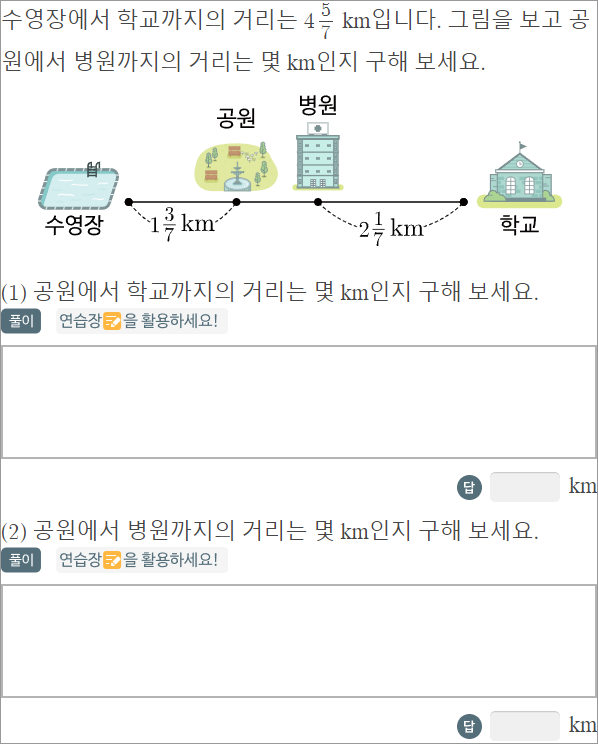 수영장에서 학교까지의 거리는 4 5/7 km입니다. 그림을 보고 공
원에서 병원까지의 거리는 몇 km인지 구해 보세요.
병원
공원
수영장
1 3/7 km
2 1/7 km
학교
(1) 공원에서 학교까지의 거리는 몇 km인지 구해 보세요.
풀이 연습장 을 활용하세요!
답 km
(2) 공원에서 병원까지의 거리는 몇 km인지 구해 보세요.
풀이 연습장 을 활용하세요!
답 km